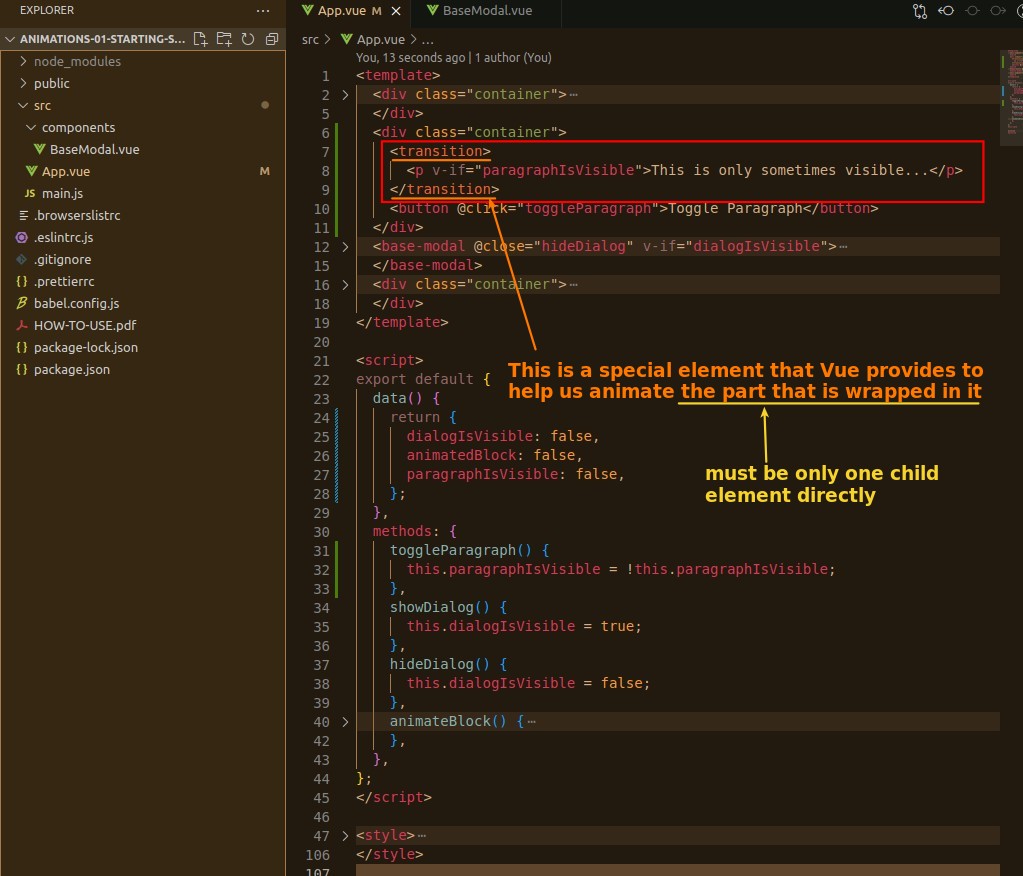 EXPLORER ...
ANIMATIONS-01-STARTING-S...
node_modules
public
src
components
BaseModal.vue
App.vue M
JS main.js
.browserslistrc
.eslintrc.js
.gitignore
{} .prettierrc
babel.config.js
HOW-TO-USE.pdf
{} package-lock.json
{} package.json
App.vue M BaseModal.vue
src > App.vue > ...
You, 13 seconds ago | 1 author (You)
1 <template>
2 <div class="container">...
5 </div>
6 <div class="container">
7 <transition>
8 <p v-if="paragraphIsVisible">This is only sometimes visible...</p>
9 </transition>
10 <button @click="toggleParagraph">Toggle Paragraph</button>
11 </div>
12 <base-modal @close="hideDialog" v-if="dialogIsVisible">...
15 </base-modal>
16 <div class="container">...
18 </div>
19 </template>
20
21 <script>
22 export default {
23 data() {
24 return {
25 dialogIsVisible: false,
26 animatedBlock: false,
27 paragraphIsVisible: false,
28 };
29 },
30 methods: {
31 toggleParagraph() {
32 this.paragraphIsVisible = !this.paragraphIsVisible;
33 },
34 showDialog() {
35 this.dialogIsVisible = true;
36 },
37 hideDialog() {
38 this.dialogIsVisible = false;
39 },
40 animateBlock() {...
42 },
43 },
44 };
45 </script>
46
47 <style>...
106 </style>
107
This is a special element that Vue provides to
help us animate the part that is wrapped in it
must be only one child
element directly